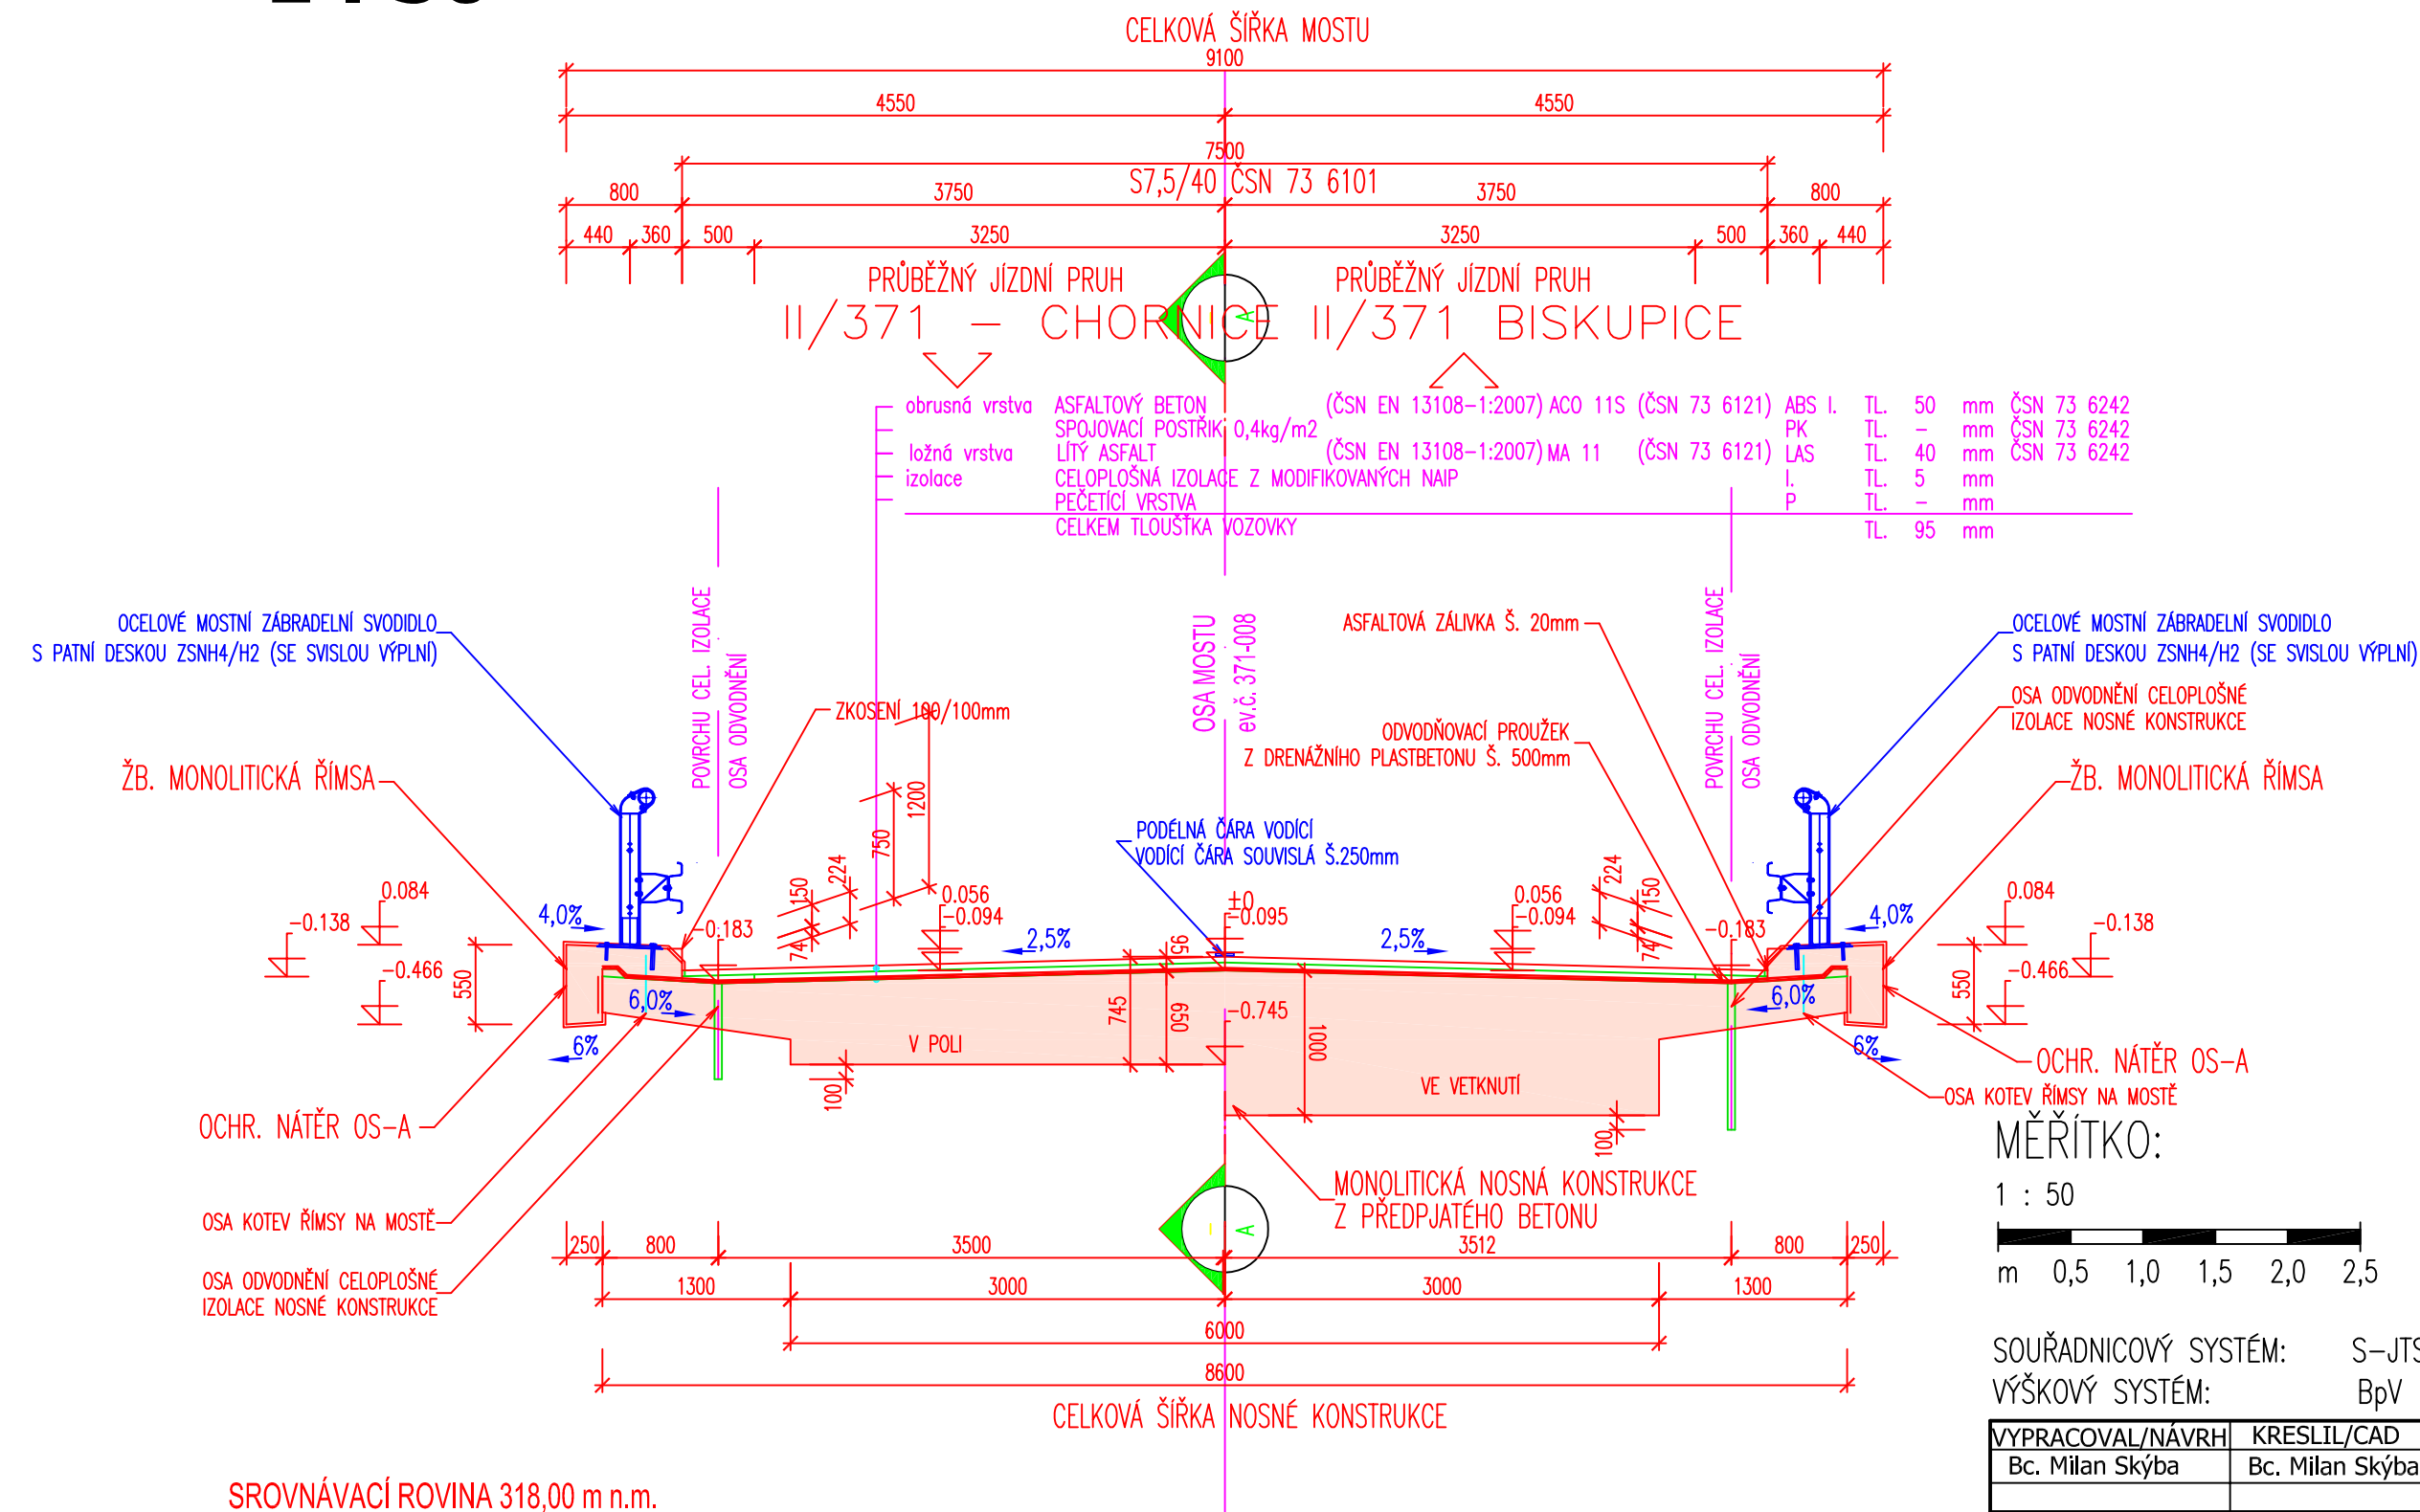 CELKOVÁ ŠÍŘKA MOSTU
9100
4550 4550
7500
S7,5/40 ČSN 73 6101
800 3750 3750 800
440 360 500 3250 3250 500 360 440
PRŮBĚŽNÝ JÍZDNÍ PRUH PRŮBĚŽNÝ JÍZDNÍ PRUH
II/371 - CHORNICE II/371 BISKUPICE
A
obrusná vrstva ASFALTOVÝ BETON (ČSN EN 13108-1:2007) ACO 11S (ČSN 73 6121) ABS I. TL. 50 mm ČSN 73 6242
SPOJOVACÍ POSTŘIK 0,4kg/m2 PK TL. - mm ČSN 73 6242
ložná vrstva LÍTÝ ASFALT (ČSN EN 13108-1:2007) MA 11 (ČSN 73 6121) LAS TL. 40 mm ČSN 73 6242
izolace CELOPLOŠNÁ IZOLACE Z MODIFIKOVANÝCH NAIP I. TL. 5 mm
PEČETÍCÍ VRSTVA P TL. - mm
CELKEM TLOUŠŤKA VOZOVKY TL. 95 mm
OCELOVÉ MOSTNÍ ZÁBRADELNÍ SVODIDLO
S PATNÍ DESKOU ZSNH4/H2 (SE SVISLOU VÝPLNÍ)
POVRCHU CEL. IZOLACE
OSA ODVODNĚNÍ
OSA MOSTU
ev.č. 371-008
ASFALTOVÁ ZÁLIVKA Š. 20mm
POVRCHU CEL. IZOLACE
OSA ODVODNĚNÍ
OCELOVÉ MOSTNÍ ZÁBRADELNÍ SVODIDLO
S PATNÍ DESKOU ZSNH4/H2 (SE SVISLOU VÝPLNÍ)
OSA ODVODNĚNÍ CELOPLOŠNÉ
IZOLACE NOSNÉ KONSTRUKCE
ZKOSENÍ 100/100mm
ODVODŇOVACÍ PROUŽEK
Z DRENÁŽNÍHO PLASTBETONU Š. 500mm
ŽB. MONOLITICKÁ ŘÍMSA
ŽB. MONOLITICKÁ ŘÍMSA
PODÉLNÁ ČÁRA VODÍCÍ
VODÍCÍ ČÁRA SOUVISLÁ Š.250mm
1200
750
224
150
74
224
150
74
0.084
-0.138
-0.466
550
4,0%
-0.183
0.056
-0.094
2,5%
±0
-0.095
95
2,5%
0.056
-0.094
-0.183
4,0%
0.084
-0.138
-0.466
550
6,0%
6%
V POLI
745
650
-0.745
1000
VE VETKNUTÍ
100
100
6,0%
6%
OCHR. NÁTĚR OS-A
OCHR. NÁTĚR OS-A
OSA KOTEV ŘÍMSY NA MOSTĚ
MONOLITICKÁ NOSNÁ KONSTRUKCE
Z PŘEDPJATÉHO BETONU
A
OSA KOTEV ŘÍMSY NA MOSTĚ
OSA ODVODNĚNÍ CELOPLOŠNÉ
IZOLACE NOSNÉ KONSTRUKCE
250 800 3500 3512 800 250
1300 3000 3000 1300
6000
8600
CELKOVÁ ŠÍŘKA NOSNÉ KONSTRUKCE
MĚŘÍTKO:
1 : 50
m 0,5 1,0 1,5 2,0 2,5
SOUŘADNICOVÝ SYSTÉM: S-JTS
VÝŠKOVÝ SYSTÉM: BpV
VYPRACOVAL/NÁVRH KRESLIL/CAD
Bc. Milan Skýba Bc. Milan Skýba
SROVNÁVACÍ ROVINA 318,00 m n.m.